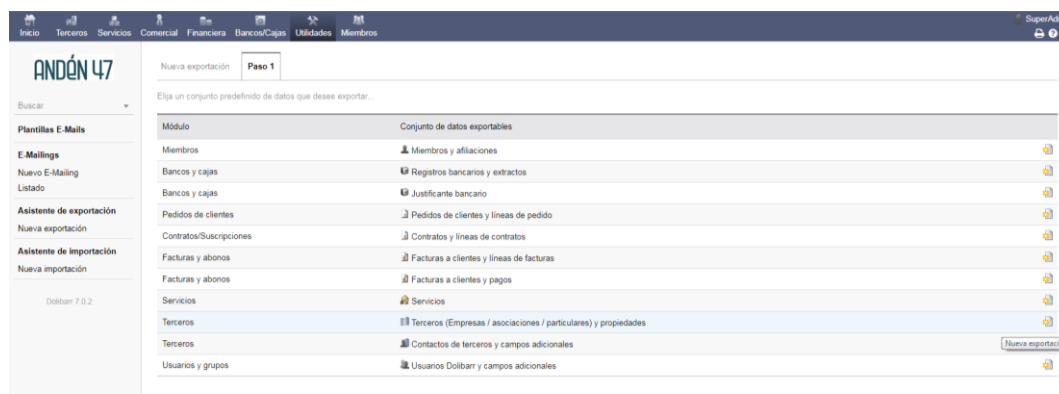 Inicio Terceros Servicios Comercial Financiera Bancos/Cajas Utilidades Miembros
SuperAd
ANDÉN 47
Buscar
Plantillas E-Mails
E-Mailings
Nuevo E-Mailing
Listado
Asistente de exportación
Nueva exportación
Asistente de importación
Nueva importación
Dolibarr 7.0.2
Nueva exportación Paso 1
Elija un conjunto predefinido de datos que desee exportar...
Módulo Conjunto de datos exportables
Miembros Miembros y afiliaciones
Bancos y cajas Registros bancarios y extractos
Bancos y cajas Justificante bancario
Pedidos de clientes Pedidos de clientes y líneas de pedido
Contratos/Suscripciones Contratos y líneas de contratos
Facturas y abonos Facturas a clientes y líneas de facturas
Facturas y abonos Facturas a clientes y pagos
Servicios Servicios
Terceros Terceros (Empresas / asociaciones / particulares) y propiedades
Terceros Contactos de terceros y campos adicionales
Nueva exportaci
Usuarios y grupos Usuarios Dolibarr y campos adicionales